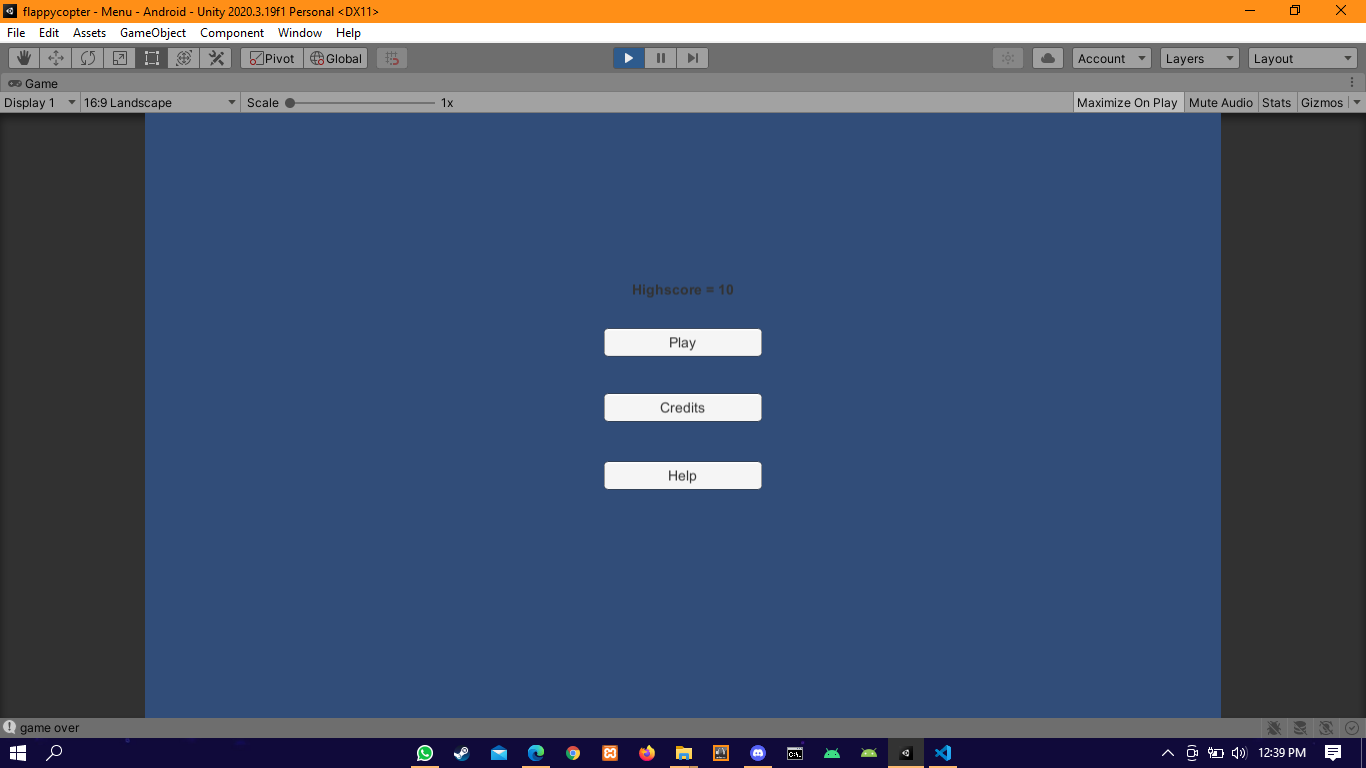 flappycopter - Menu - Android - Unity 2020.3.19f1 Personal <DX11>
File Edit Assets GameObject Component Window Help
Pivot Global Account Layers Layout
Game
Display 1 16:9 Landscape Scale 1x Maximize On Play Mute Audio Stats Gizmos
Highscore = 10
Play
Credits
Help
game over
12:39 PM